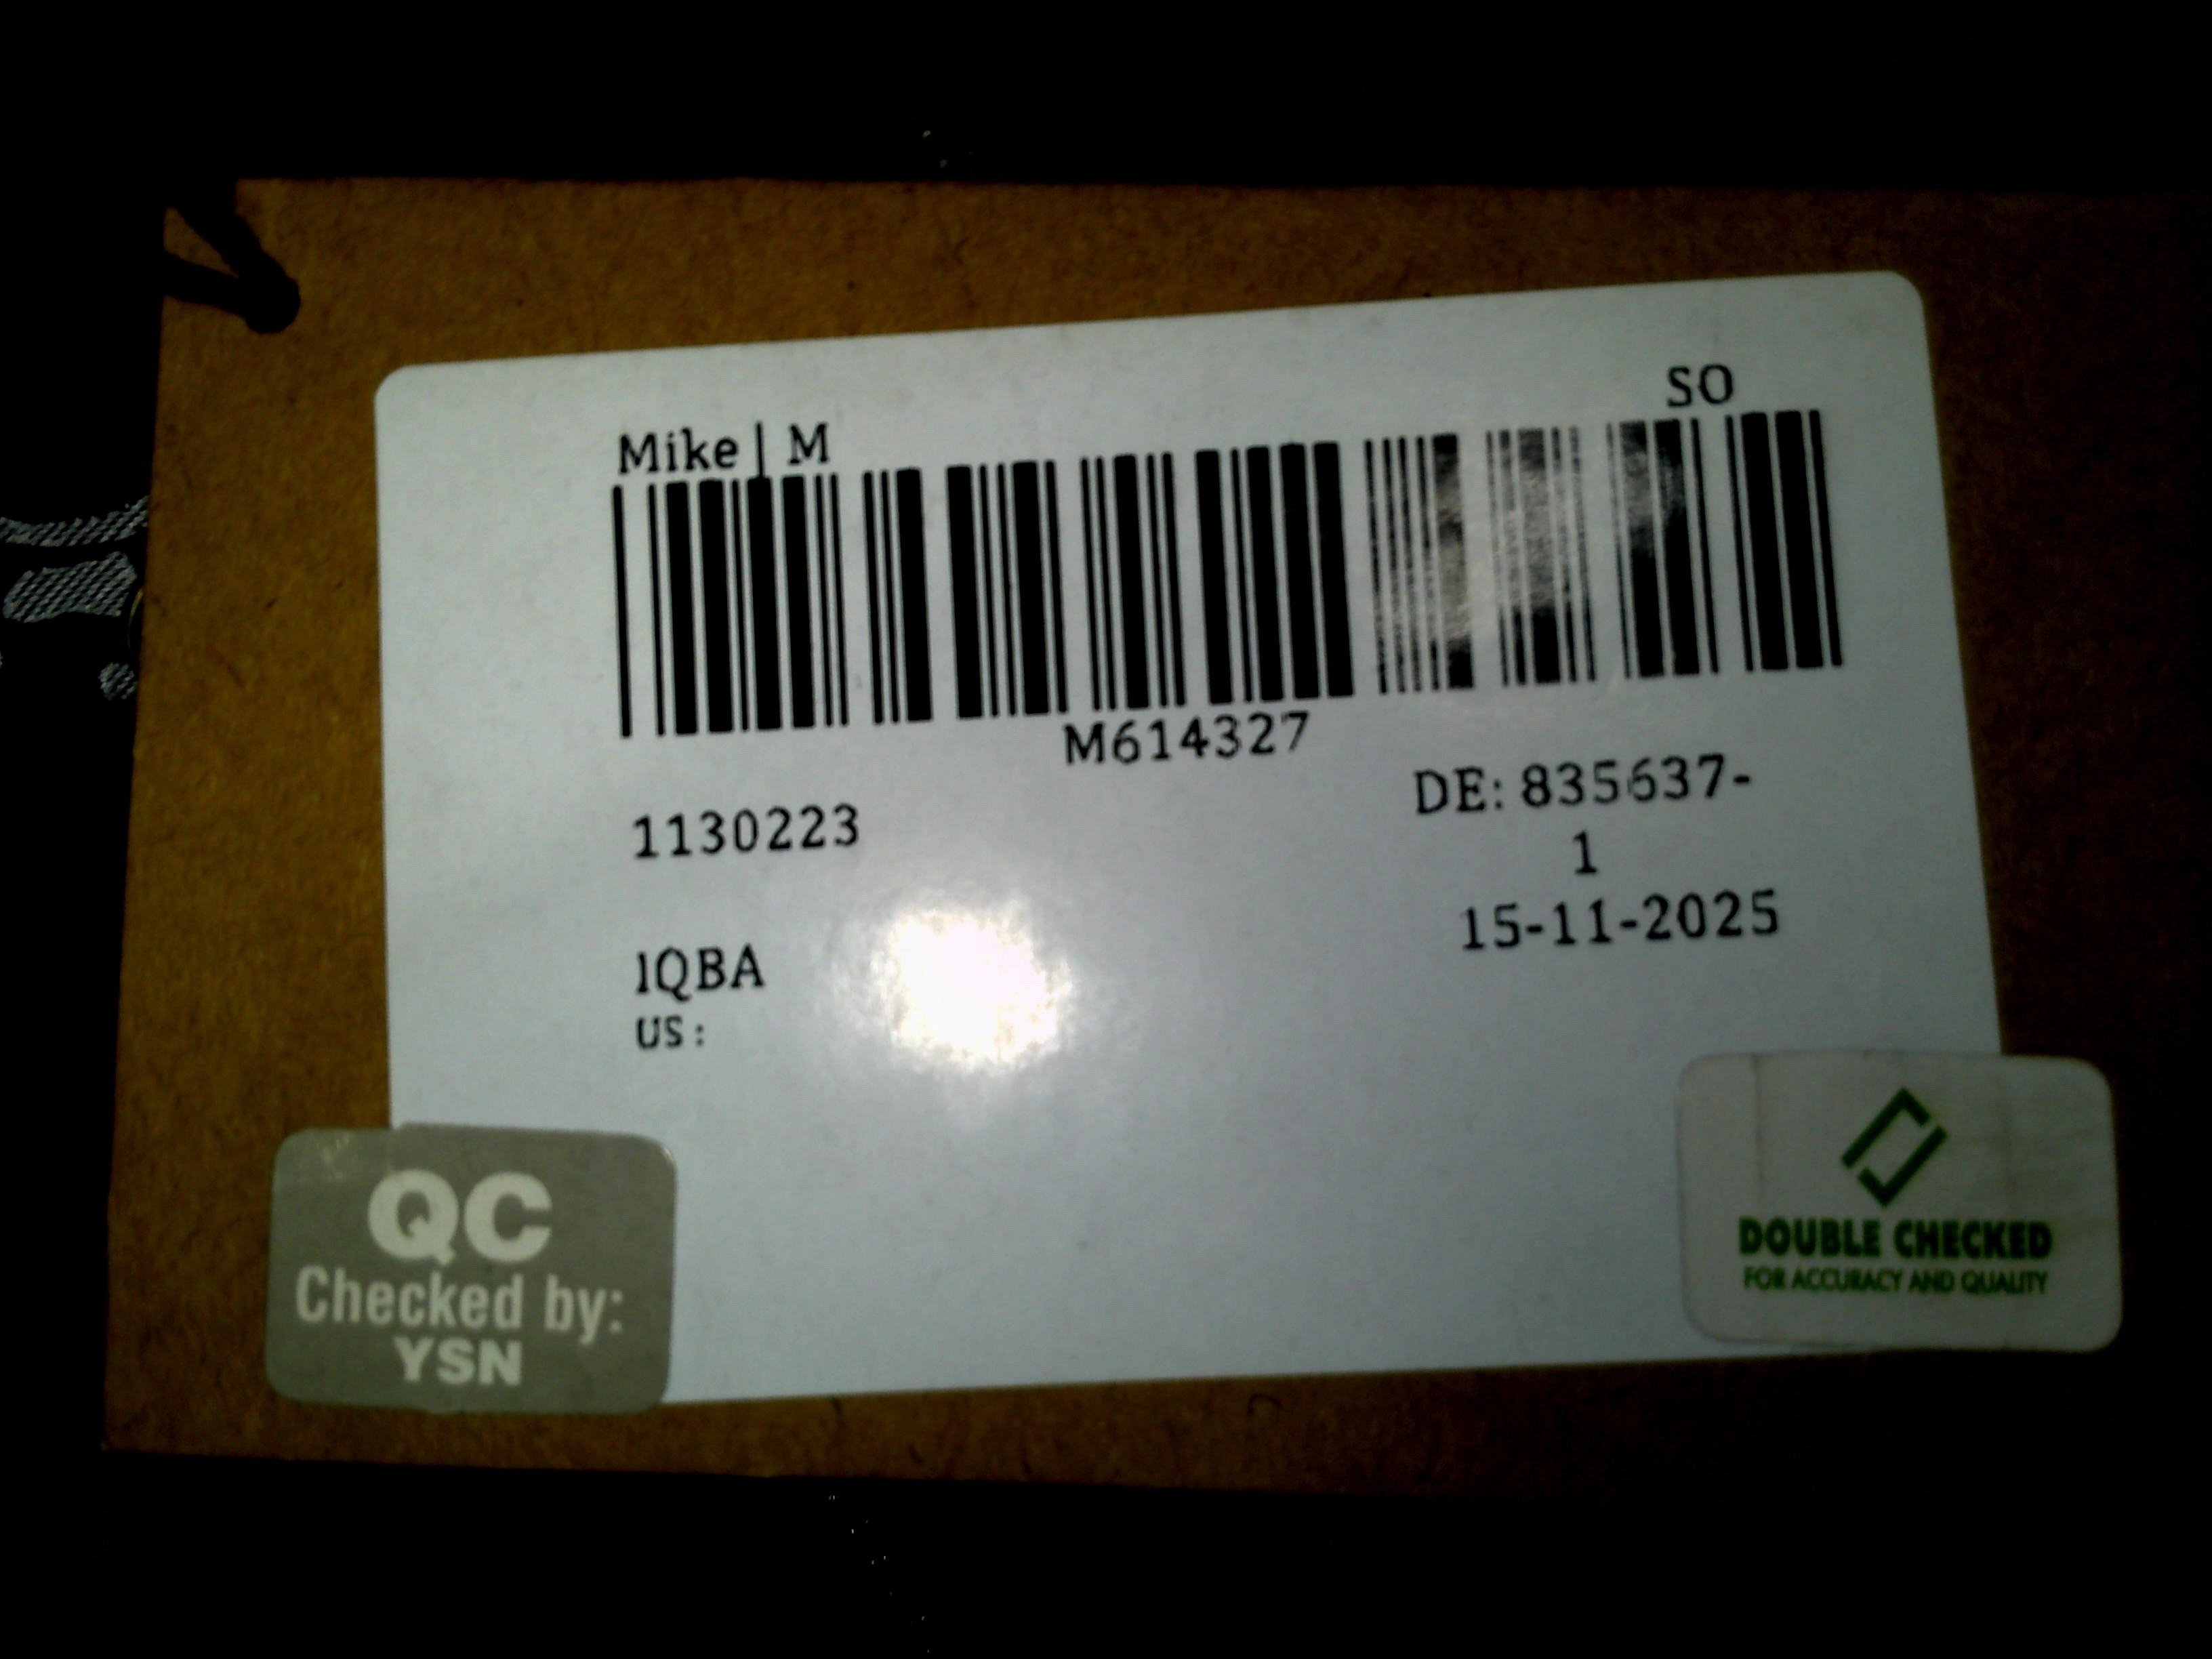 Mike | M
SO
M614327
1130223
DE: 835637-
1
15-11-2025
IQBA
US :
QC
Checked by:
YSN
DOUBLE CHECKED
FOR ACCURACY AND QUALITY